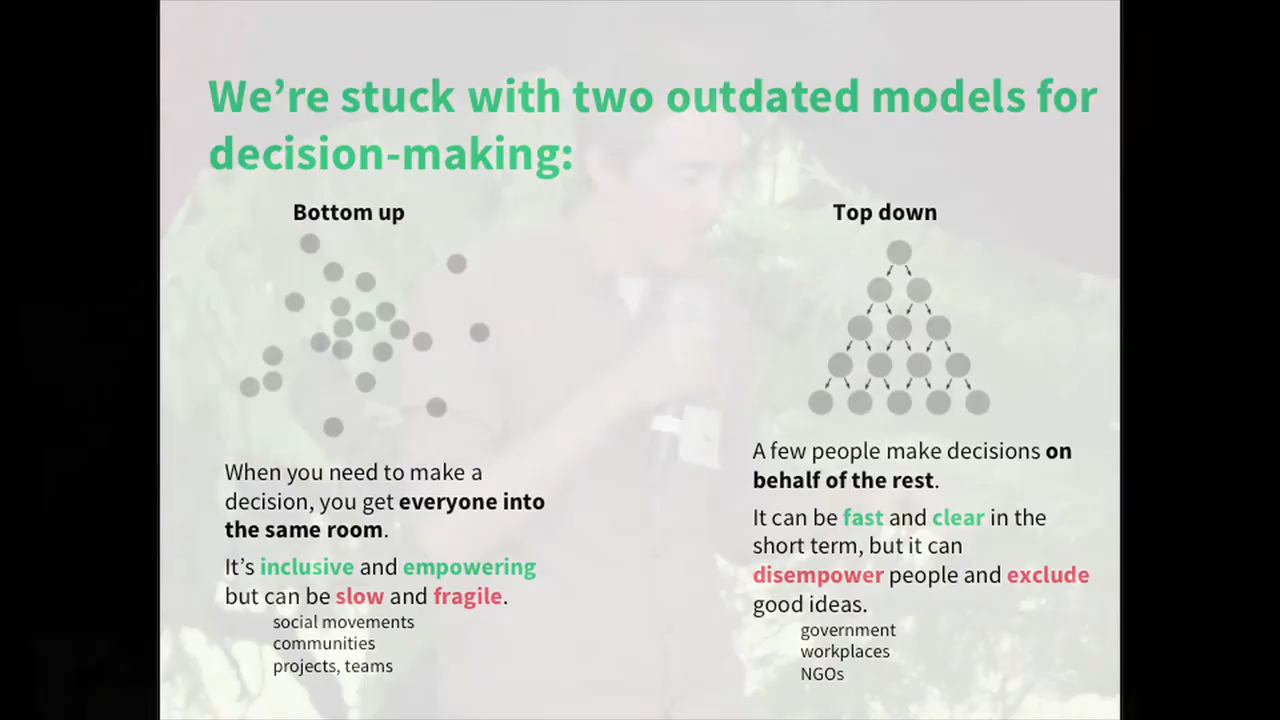 We’re stuck with two outdated models for
decision-making:
Bottom up
When you need to make a
decision, you get everyone into
the same room.
It’s inclusive and empowering
but can be slow and fragile.
social movements
communities
projects, teams
Top down
A few people make decisions on
behalf of the rest.
It can be fast and clear in the
short term, but it can
disempower people and exclude
good ideas.
government
workplaces
NGOs